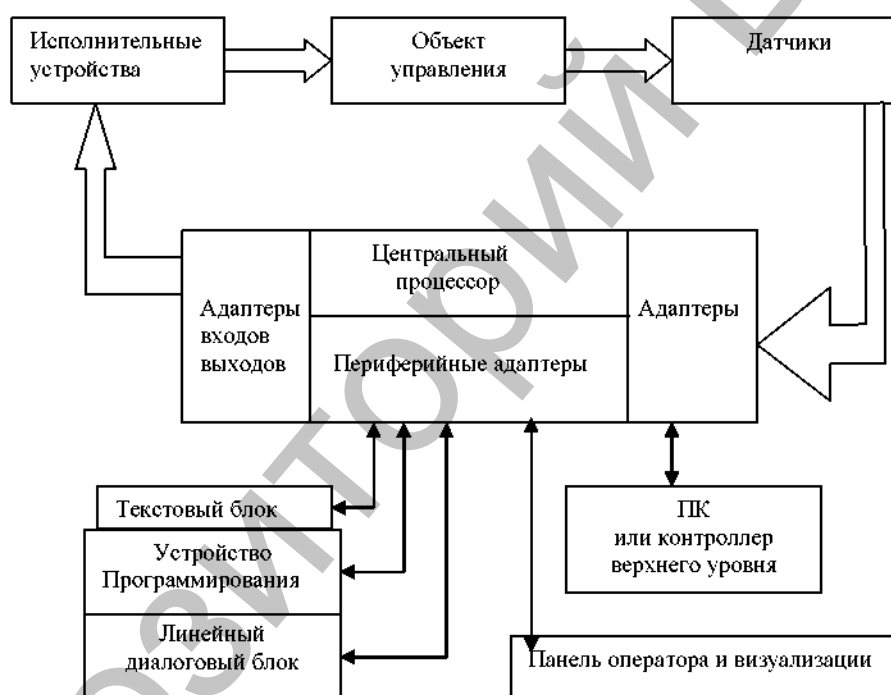 Исполнительные
устройства
Объект
управления
Датчики
Центральный
процессор
Адаптеры
входов
выходов
Адаптеры
Периферийные адаптеры
Текстовый блок
Устройство
Программирования
Линейный
диалоговый блок
ПК
или контроллер
верхнего уровня
Панель оператора и визуализации